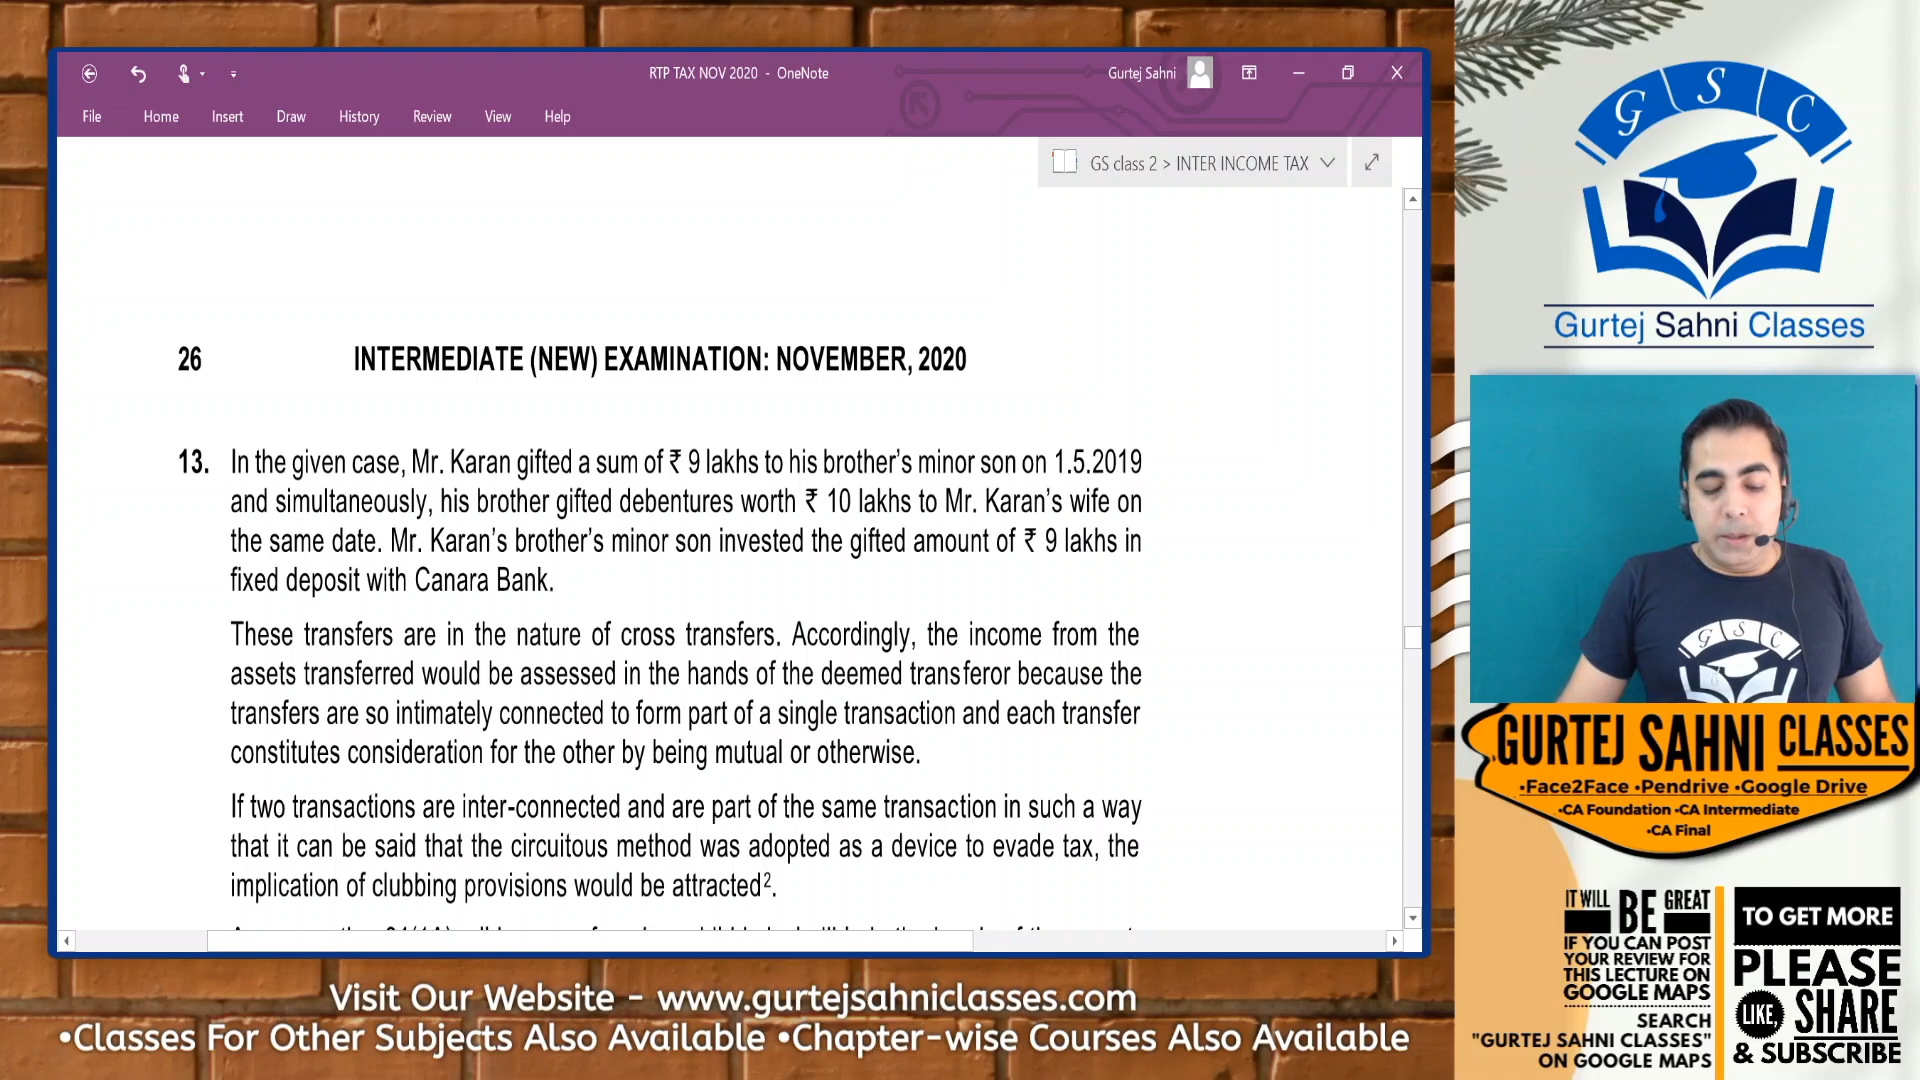 RTP TAX NOV 2020 - OneNote
Gurtej Sahni
File Home Insert Draw History Review View Help
GS class 2 > INTER INCOME TAX
26 INTERMEDIATE (NEW) EXAMINATION: NOVEMBER, 2020
13. In the given case, Mr. Karan gifted a sum of ₹ 9 lakhs to his brother's minor son on 1.5.2019
and simultaneously, his brother gifted debentures worth ₹ 10 lakhs to Mr. Karan's wife on
the same date. Mr. Karan's brother's minor son invested the gifted amount of ₹ 9 lakhs in
fixed deposit with Canara Bank.
These transfers are in the nature of cross transfers. Accordingly, the income from the
assets transferred would be assessed in the hands of the deemed transferor because the
transfers are so intimately connected to form part of a single transaction and each transfer
constitutes consideration for the other by being mutual or otherwise.
If two transactions are inter-connected and are part of the same transaction in such a way
that it can be said that the circuitous method was adopted as a device to evade tax, the
implication of clubbing provisions would be attracted².
Visit Our Website - www.gurtejsahniclasses.com
•Classes For Other Subjects Also Available •Chapter-wise Courses Also Available
G S C
Gurtej Sahni Classes
G S C
GURTEJ SAHNI CLASSES
•Face2Face •Pendrive •Google Drive
•CA Foundation •CA Intermediate
•CA Final
IT WILL BE GREAT
IF YOU CAN POST
YOUR REVIEW FOR
THIS LECTURE ON
GOOGLE MAPS
SEARCH
"GURTEJ SAHNI CLASSES"
ON GOOGLE MAPS
TO GET MORE
PLEASE
LIKE, SHARE
& SUBSCRIBE